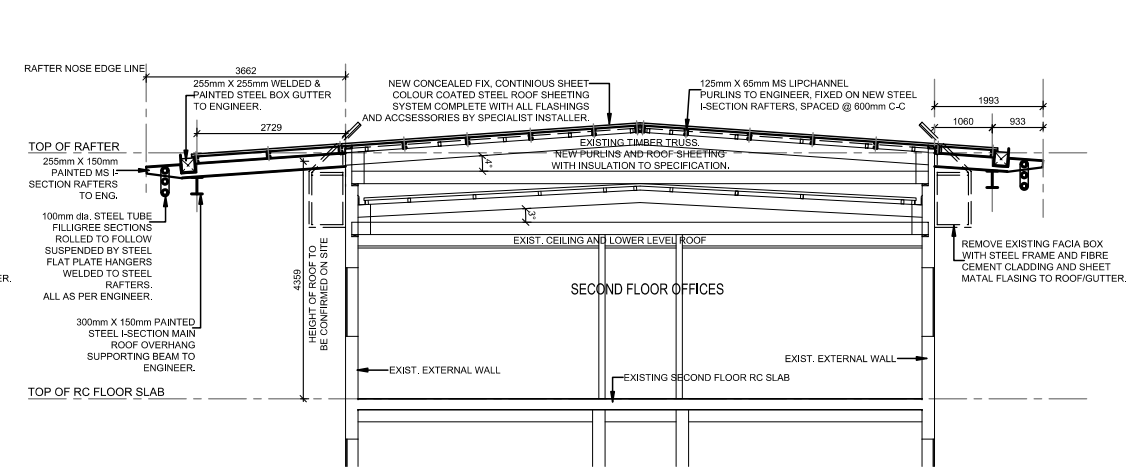 RAFTER NOSE EDGE LINE
3662
255mm X 255mm WELDED &
PAINTED STEEL BOX GUTTER
TO ENGINEER.
2729
NEW CONCEALED FIX, CONTINIOUS SHEET
COLOUR COATED STEEL ROOF SHEETING
SYSTEM COMPLETE WITH ALL FLASHINGS
AND ACCSESSORIES BY SPECIALIST INSTALLER.
125mm X 65mm MS LIPCHANNEL
PURLINS TO ENGINEER, FIXED ON NEW STEEL
I-SECTION RAFTERS, SPACED @ 600mm C-C
1993
1060
933
TOP OF RAFTER
255mm X 150mm
PAINTED MS I-
SECTION RAFTERS
TO ENG.
EXISTING TIMBER TRUSS.
NEW PURLINS AND ROOF SHEETING
WITH INSULATION TO SPECIFICATION.
4°
3°
100mm dia. STEEL TUBE
FILLIGREE SECTIONS
ROLLED TO FOLLOW
SUSPENDED BY STEEL
FLAT PLATE HANGERS
WELDED TO STEEL
RAFTERS.
ALL AS PER ENGINEER.
ER.
300mm X 150mm PAINTED
STEEL I-SECTION MAIN
ROOF OVERHANG
SUPPORTING BEAM TO
ENGINEER.
4359
HEIGHT OF ROOF TO
BE CONFIRMED ON SITE
EXIST. CEILING AND LOWER LEVEL ROOF
SECOND FLOOR OFFICES
REMOVE EXISTING FACIA BOX
WITH STEEL FRAME AND FIBRE
CEMENT CLADDING AND SHEET
MATAL FLASING TO ROOF/GUTTER.
EXIST. EXTERNAL WALL
EXIST. EXTERNAL WALL
EXISTING SECOND FLOOR RC SLAB
TOP OF RC FLOOR SLAB